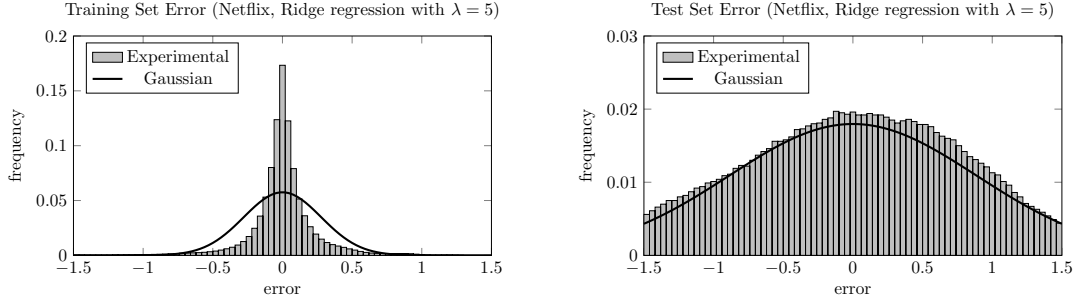 Training Set Error (Netflix, Ridge regression with λ = 5)
0.2
0.15
0.1
0.05
0
frequency
Experimental
Gaussian
−1.5 −1 −0.5 0 0.5 1 1.5
error
Test Set Error (Netflix, Ridge regression with λ = 5)
0.03
0.02
0.01
0
frequency
Experimental
Gaussian
−1.5 −1 −0.5 0 0.5 1 1.5
error